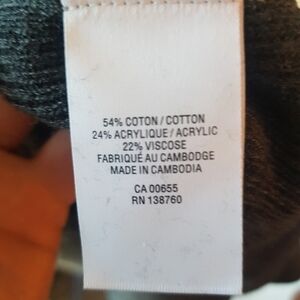 54% COTON / COTTON
24% ACRYLIQUE / ACRYLIC
22% VISCOSE
FABRIQUÉ AU CAMBODGE
MADE IN CAMBODIA
CA 00655
RN 138760